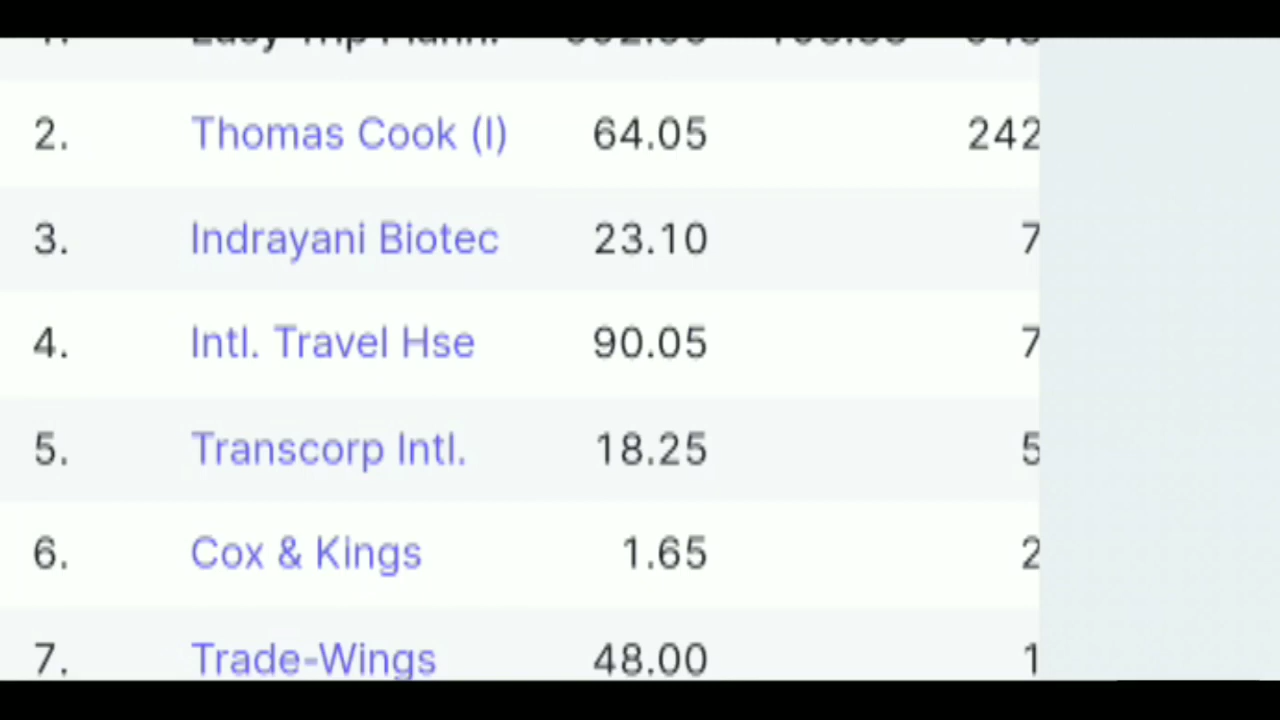 2. Thomas Cook (I) 64.05 242
3. Indrayani Biotec 23.10 7
4. Intl. Travel Hse 90.05 7
5. Transcorp Intl. 18.25 5
6. Cox & Kings 1.65 2
7. Trade-Wings 48.00 1